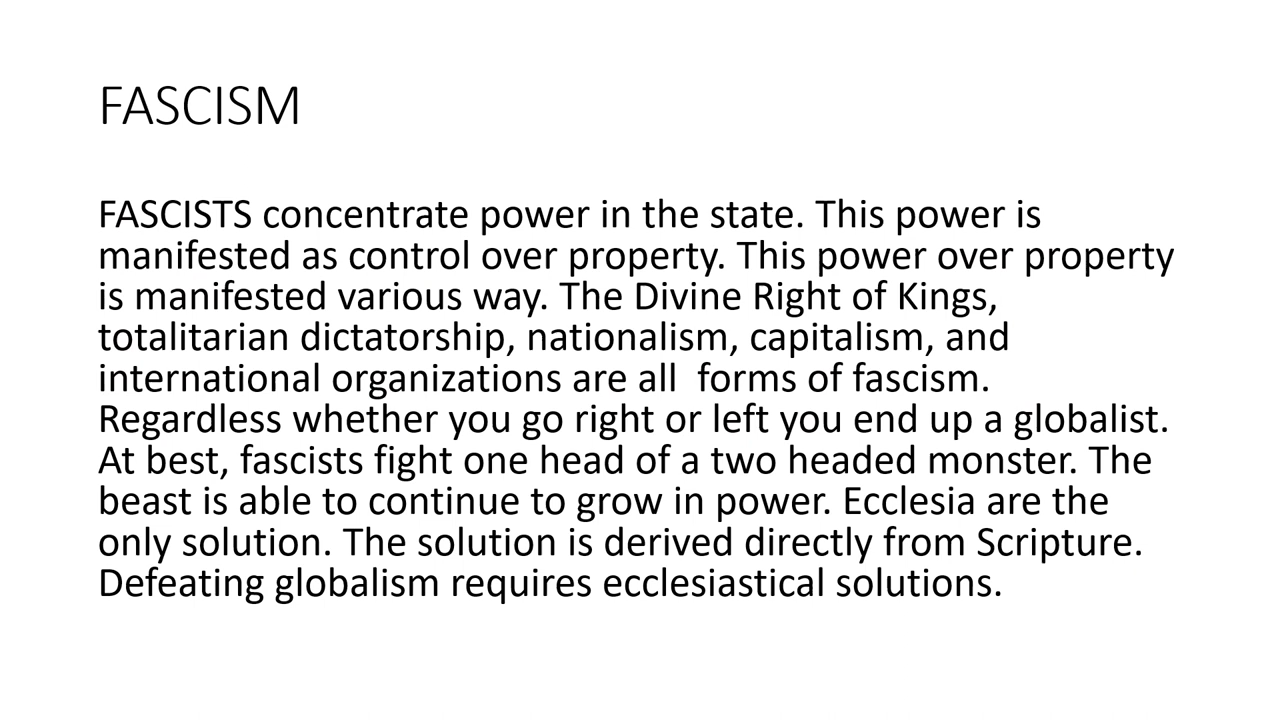 FASCISM
FASCISTS concentrate power in the state. This power is
manifested as control over property. This power over property
is manifested various way. The Divine Right of Kings,
totalitarian dictatorship, nationalism, capitalism, and
international organizations are all  forms of fascism.
Regardless whether you go right or left you end up a globalist.
At best, fascists fight one head of a two headed monster. The
beast is able to continue to grow in power. Ecclesia are the
only solution. The solution is derived directly from Scripture.
Defeating globalism requires ecclesiastical solutions.